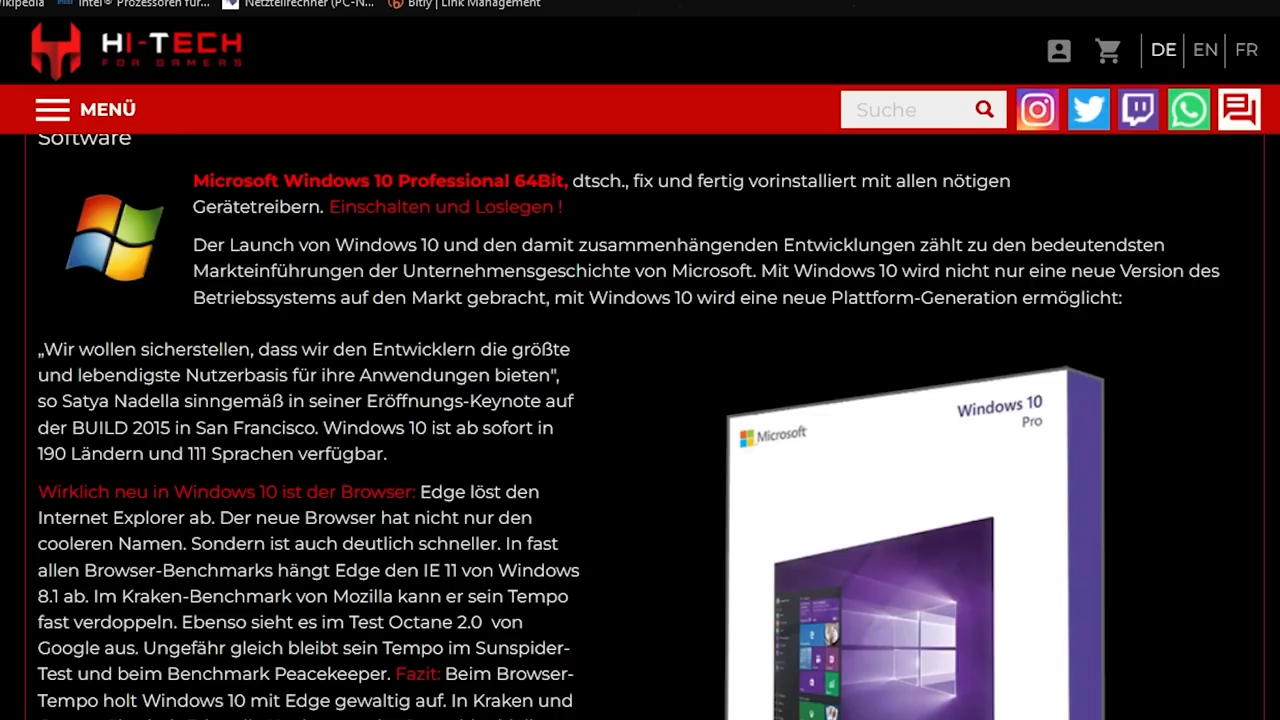 Wikipedia Intel® Prozessoren für... Netzteilrechner (PC-N... Bitly | Link Management
HI-TECH
FOR GAMERS
DE EN FR
MENÜ
Suche
Software
Microsoft Windows 10 Professional 64Bit, dtsch., fix und fertig vorinstalliert mit allen nötigen
Gerätetreibern. Einschalten und Loslegen !
Der Launch von Windows 10 und den damit zusammenhängenden Entwicklungen zählt zu den bedeutendsten
Markteinführungen der Unternehmensgeschichte von Microsoft. Mit Windows 10 wird nicht nur eine neue Version des
Betriebssystems auf den Markt gebracht, mit Windows 10 wird eine neue Plattform-Generation ermöglicht:
„Wir wollen sicherstellen, dass wir den Entwicklern die größte
und lebendigste Nutzerbasis für ihre Anwendungen bieten",
so Satya Nadella sinngemäß in seiner Eröffnungs-Keynote auf
der BUILD 2015 in San Francisco. Windows 10 ist ab sofort in
190 Ländern und 111 Sprachen verfügbar.
Wirklich neu in Windows 10 ist der Browser: Edge löst den
Internet Explorer ab. Der neue Browser hat nicht nur den
cooleren Namen. Sondern ist auch deutlich schneller. In fast
allen Browser-Benchmarks hängt Edge den IE 11 von Windows
8.1 ab. Im Kraken-Benchmark von Mozilla kann er sein Tempo
fast verdoppeln. Ebenso sieht es im Test Octane 2.0 von
Google aus. Ungefähr gleich bleibt sein Tempo im Sunspider-
Test und beim Benchmark Peacekeeper. Fazit: Beim Browser-
Tempo holt Windows 10 mit Edge gewaltig auf. In Kraken und
Windows 10
Pro
Microsoft